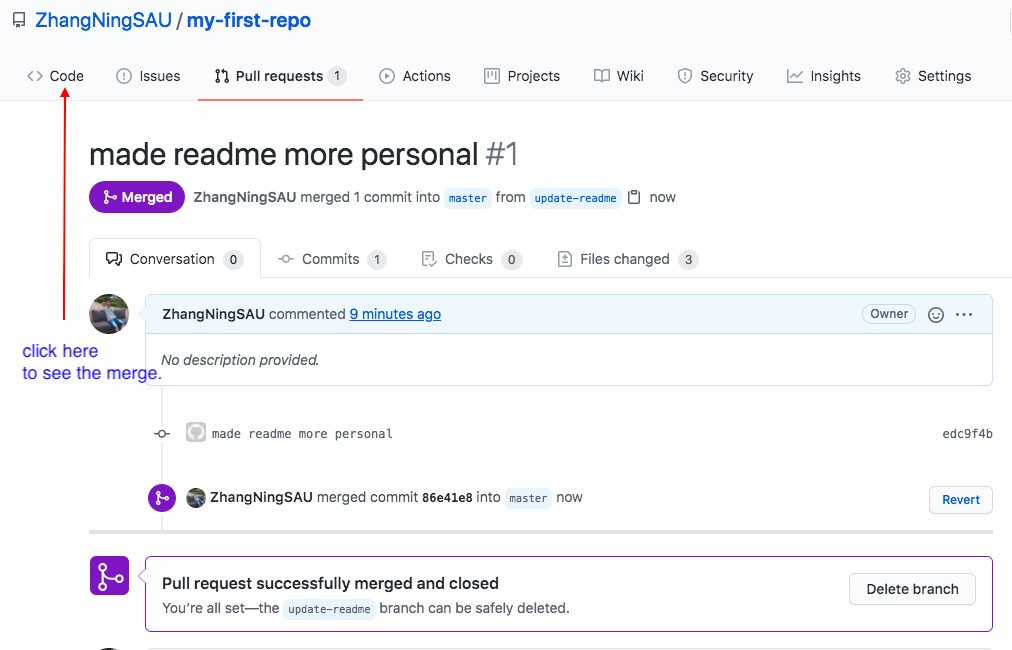 ZhangNingSAU / my-first-repo
Code Issues Pull requests 1 Actions Projects Wiki Security Insights Settings
made readme more personal #1
Merged ZhangNingSAU merged 1 commit into master from update-readme now
Conversation 0 Commits 1 Checks 0 Files changed 3
ZhangNingSAU commented 9 minutes ago Owner
click here
to see the merge.
No description provided.
made readme more personal edc9f4b
ZhangNingSAU merged commit 86e41e8 into master now Revert
Pull request successfully merged and closed
You’re all set—the update-readme branch can be safely deleted.
Delete branch